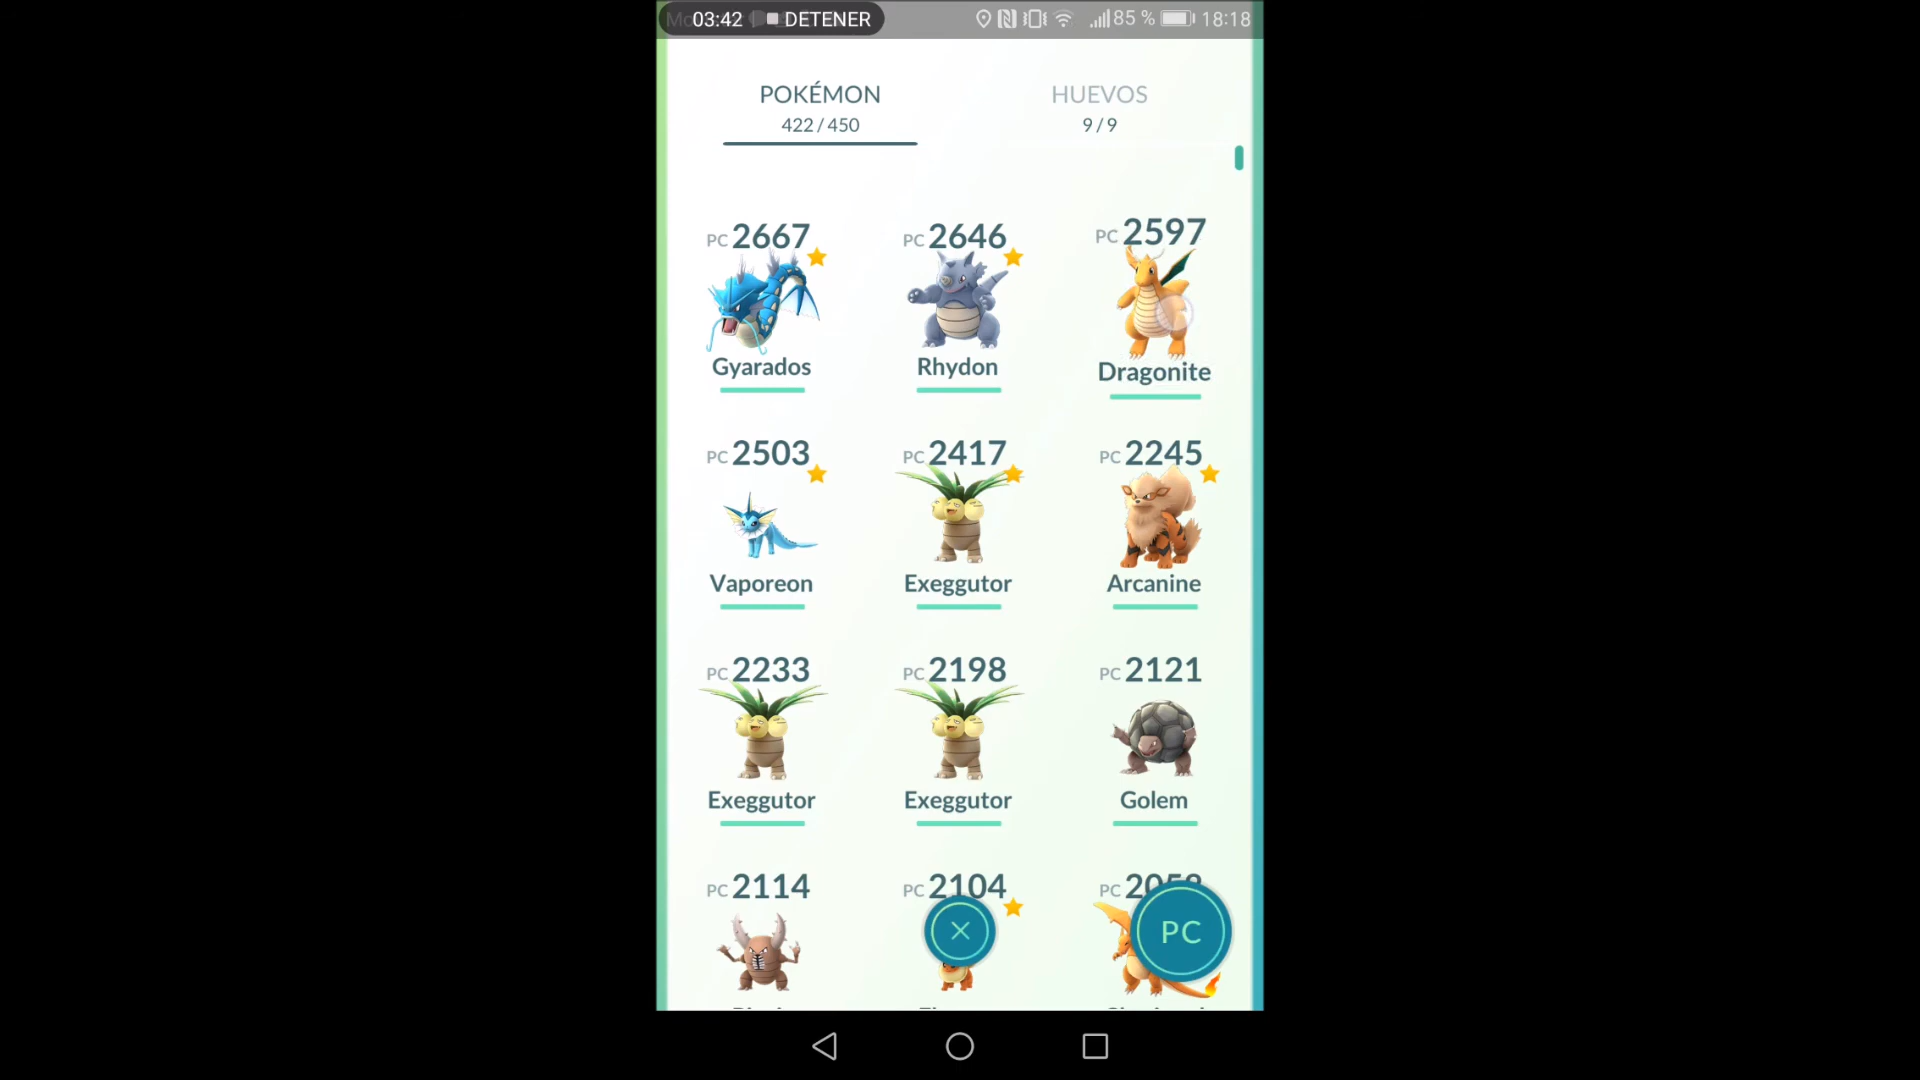 03:42 DETENER 85 % 18:18
POKÉMON HUEVOS
422 / 450 9 / 9
PC 2667 PC 2646 PC 2597
Gyarados Rhydon Dragonite
PC 2503 PC 2417 PC 2245
Vaporeon Exeggutor Arcanine
PC 2233 PC 2198 PC 2121
Exeggutor Exeggutor Golem
PC 2114 PC 2104 PC
PC